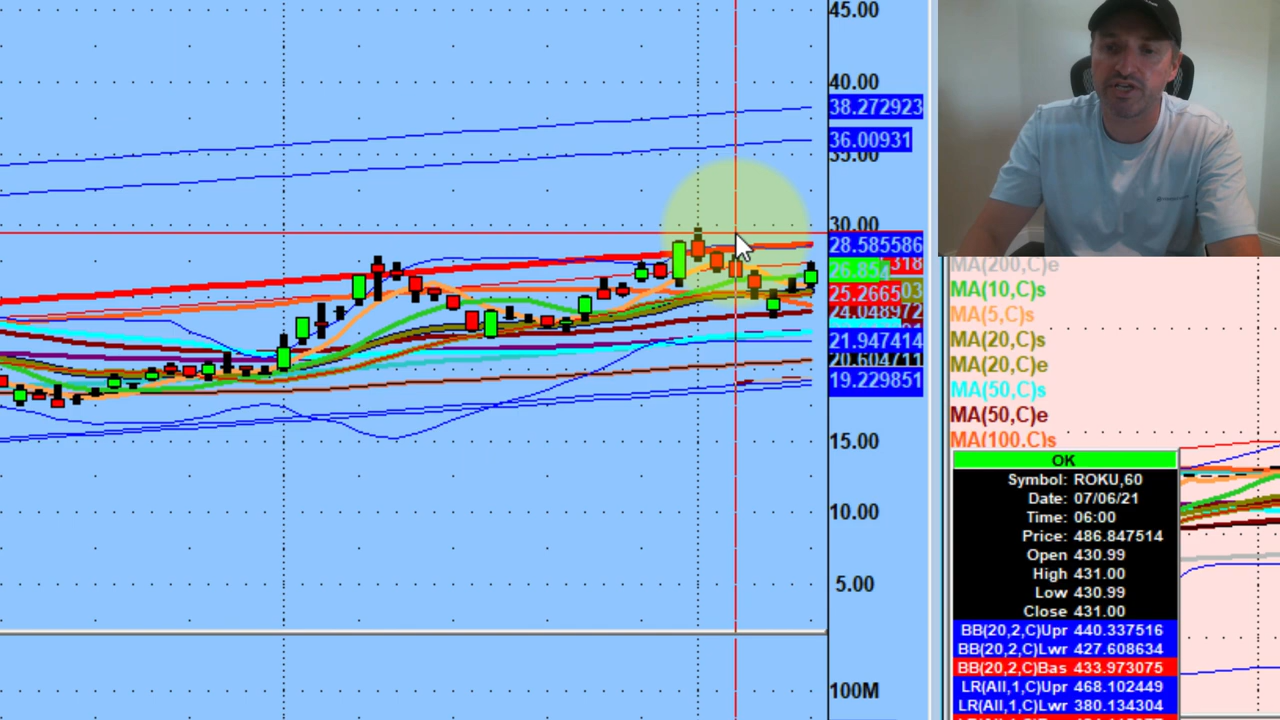 45.00
40.00
38.272923
36.00931
35.00
30.00
28.585586
26.854
318
25.2665
03
24.048972
21.947414
20.604711
19.229851
15.00
10.00
5.00
100M
MA(200,C)e
MA(10,C)s
MA(5,C)s
MA(20,C)s
MA(20,C)e
MA(50,C)s
MA(50,C)e
MA(100,C)s
OK
Symbol: ROKU,60
Date: 07/06/21
Time: 06:00
Price: 486.847514
Open 430.99
High 431.00
Low 430.99
Close 431.00
BB(20,2,C)Upr 440.337516
BB(20,2,C)Lwr 427.608634
BB(20,2,C)Bas 433.973075
LR(All,1,C)Upr 468.102449
LR(All,1,C)Lwr 380.134304